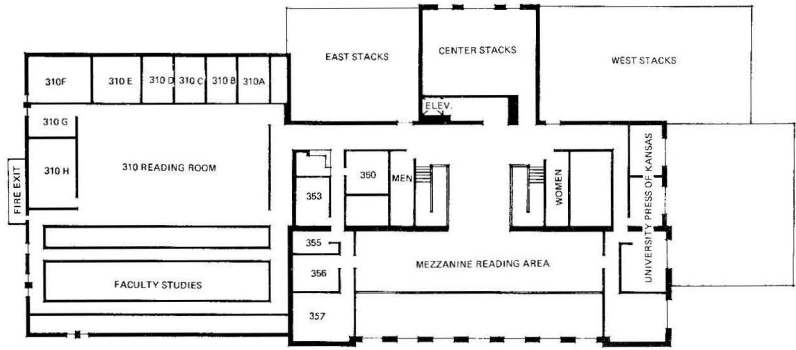 EAST STACKS
CENTER STACKS
WEST STACKS
ELEV.
310F
310 E
310 D
310 C
310 B
310A
310 G
310 H
310 READING ROOM
FIRE EXIT
350
MEN
WOMEN
353
UNIVERSITY PRESS OF KANSAS
355
356
357
MEZZANINE READING AREA
FACULTY STUDIES